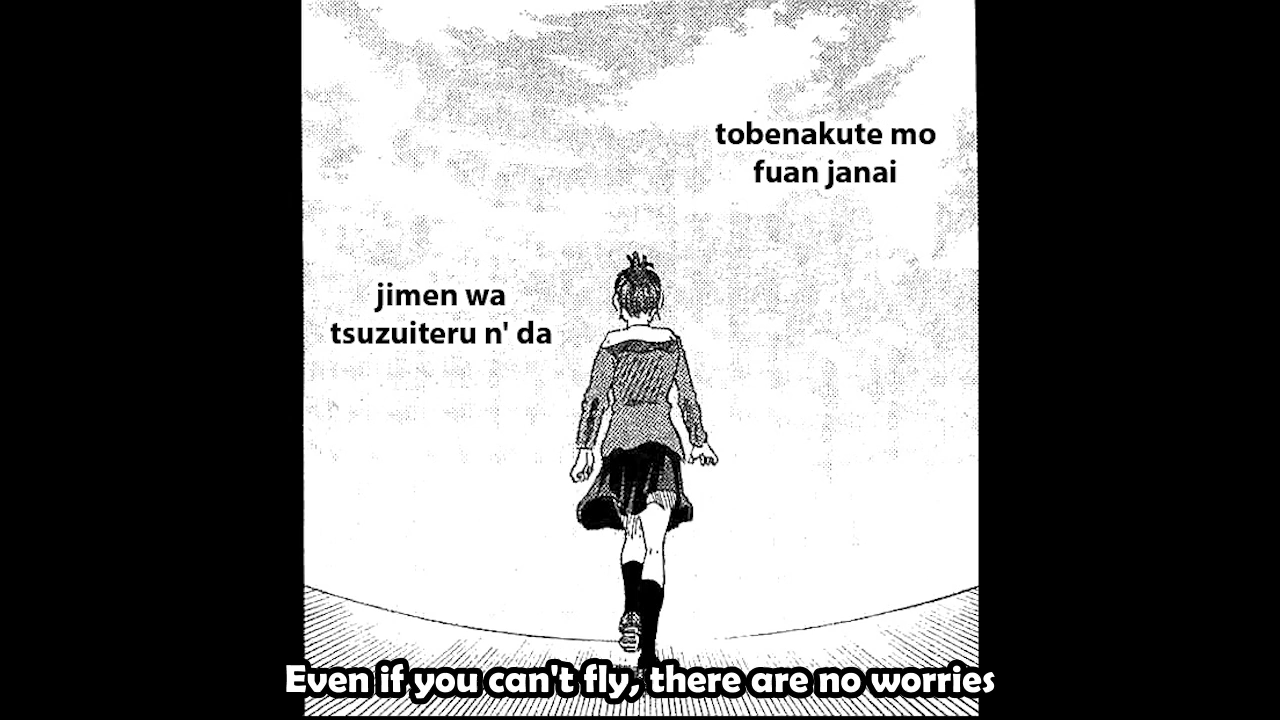 tobenakute mo
fuan janai
jimen wa
tsuzuiteru n' da
Even if you can't fly, there are no worries